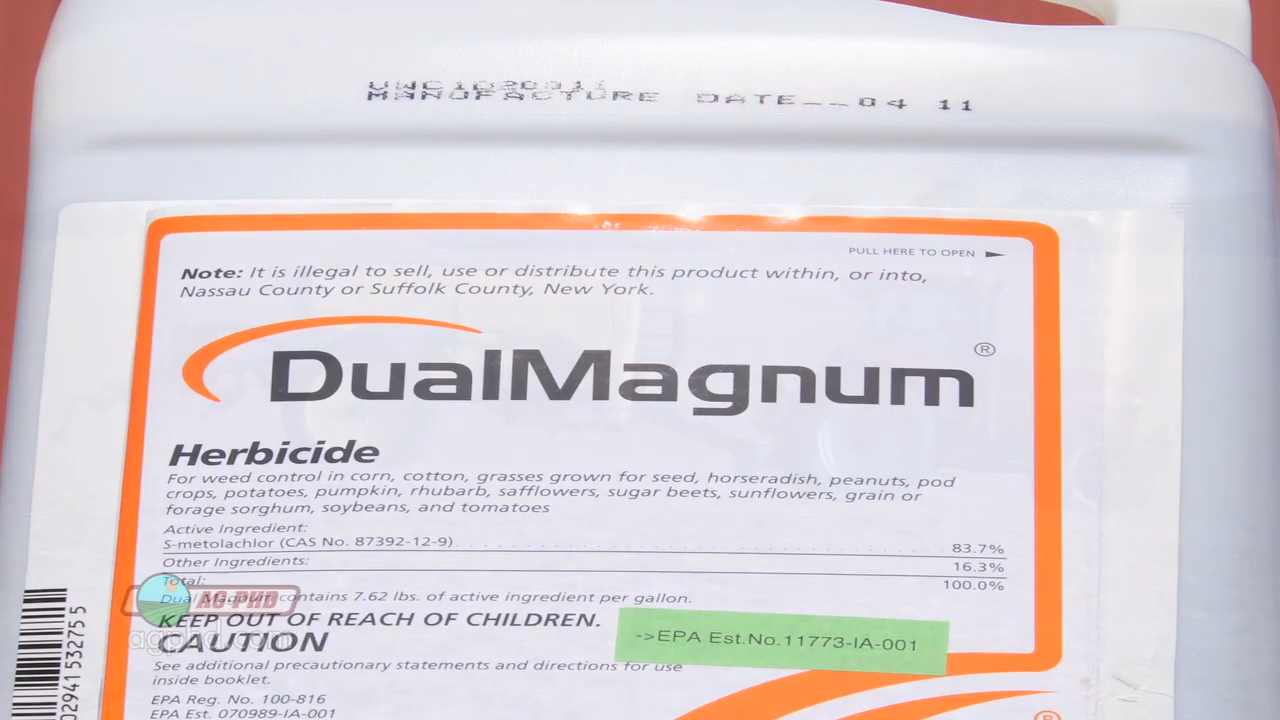 MANUFACTURE DATE__04 11
PULL HERE TO OPEN
Note: It is illegal to sell, use or distribute this product within, or into,
Nassau County or Suffolk County, New York.
DualMagnum®
Herbicide
For weed control in corn, cotton, grasses grown for seed, horseradish, peanuts, pod
crops, potatoes, pumpkin, rhubarb, safflowers, sugar beets, sunflowers, grain or
forage sorghum, soybeans, and tomatoes
Active Ingredient:
S-metolachlor (CAS No. 87392-12-9) 83.7%
Other Ingredients: 16.3%
Total: 100.0%
Dual Magnum contains 7.62 lbs. of active ingredient per gallon.
AG PHD
agphd.com
KEEP OUT OF REACH OF CHILDREN.
CAUTION
->EPA Est.No.11773-IA-001
See additional precautionary statements and directions for use
inside booklet.
EPA Reg. No. 100-816
EPA Est. 070989-IA-001
®